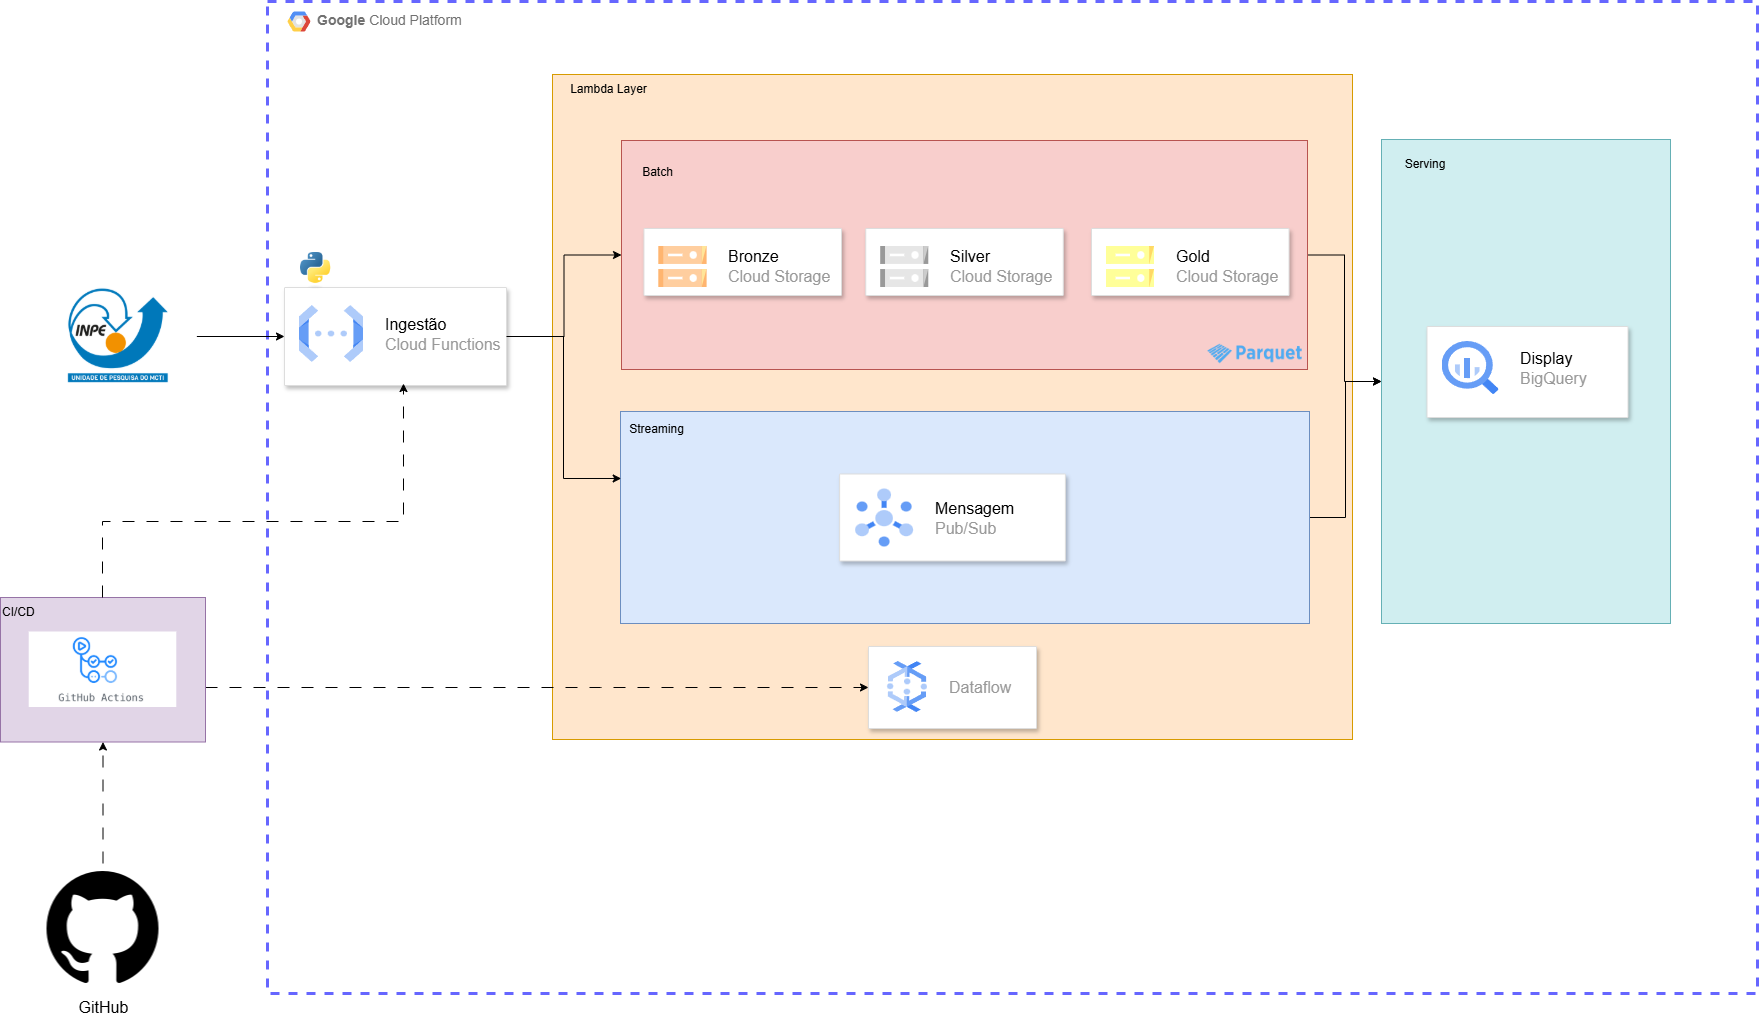 Google Cloud Platform
Lambda Layer
Batch
Serving
Bronze
Cloud Storage
Silver
Cloud Storage
Gold
Cloud Storage
Ingestão
Cloud Functions
INPE
UNIDADE DE PESQUISA DO MCTI
Parquet
Display
BigQuery
Streaming
Mensagem
Pub/Sub
CI/CD
GitHub Actions
Dataflow
GitHub